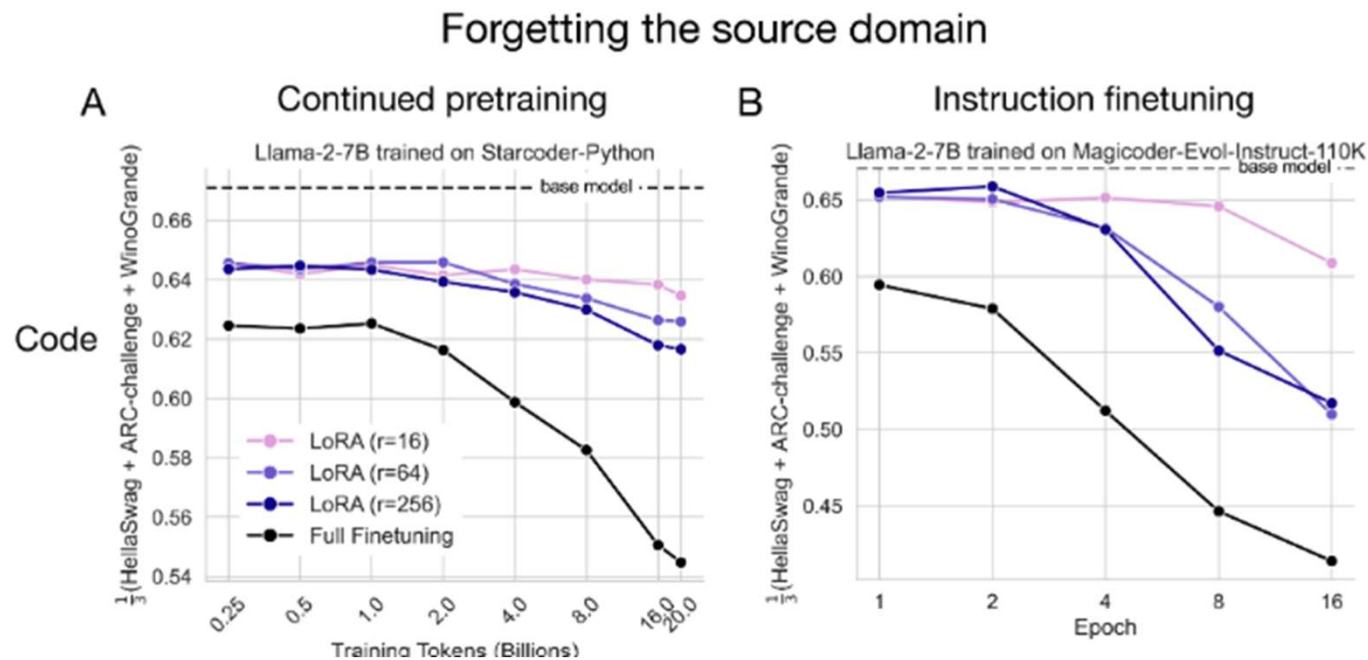 Forgetting the source domain
A
Continued pretraining
Llama-2-7B trained on Starcoder-Python
base model
1/3(HellaSwag + ARC-challenge + WinoGrande)
0.66
0.64
0.62
0.60
0.58
0.56
0.54
Code
LoRA (r=16)
LoRA (r=64)
LoRA (r=256)
Full Finetuning
0.25
0.5
1.0
2.0
4.0
8.0
16.0
20.0
Training Tokens (Billions)
B
Instruction finetuning
Llama-2-7B trained on Magicoder-Evol-Instruct-110K
base model
1/3(HellaSwag + ARC-challenge + WinoGrande)
0.65
0.60
0.55
0.50
0.45
1
2
4
8
16
Epoch